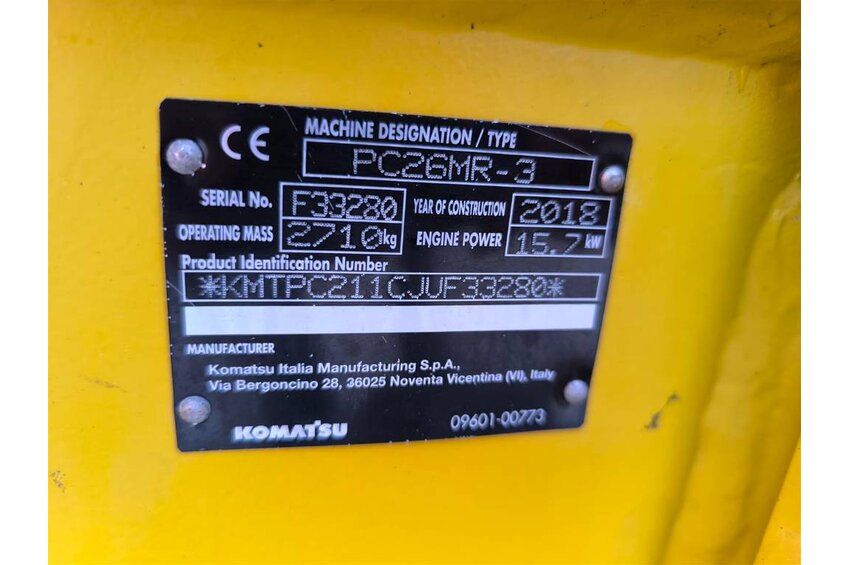 CE MACHINE DESIGNATION / TYPE
PC26MR-3
SERIAL No. F33280 YEAR OF CONSTRUCTION 2018
OPERATING MASS 2710 kg ENGINE POWER 15.7 kW
Product Identification Number
*KMTPC211CJUF33280*
MANUFACTURER
Komatsu Italia Manufacturing S.p.A.,
Via Bergoncino 28, 36025 Noventa Vicentina (VI), Italy
KOMATSU 09601-00773